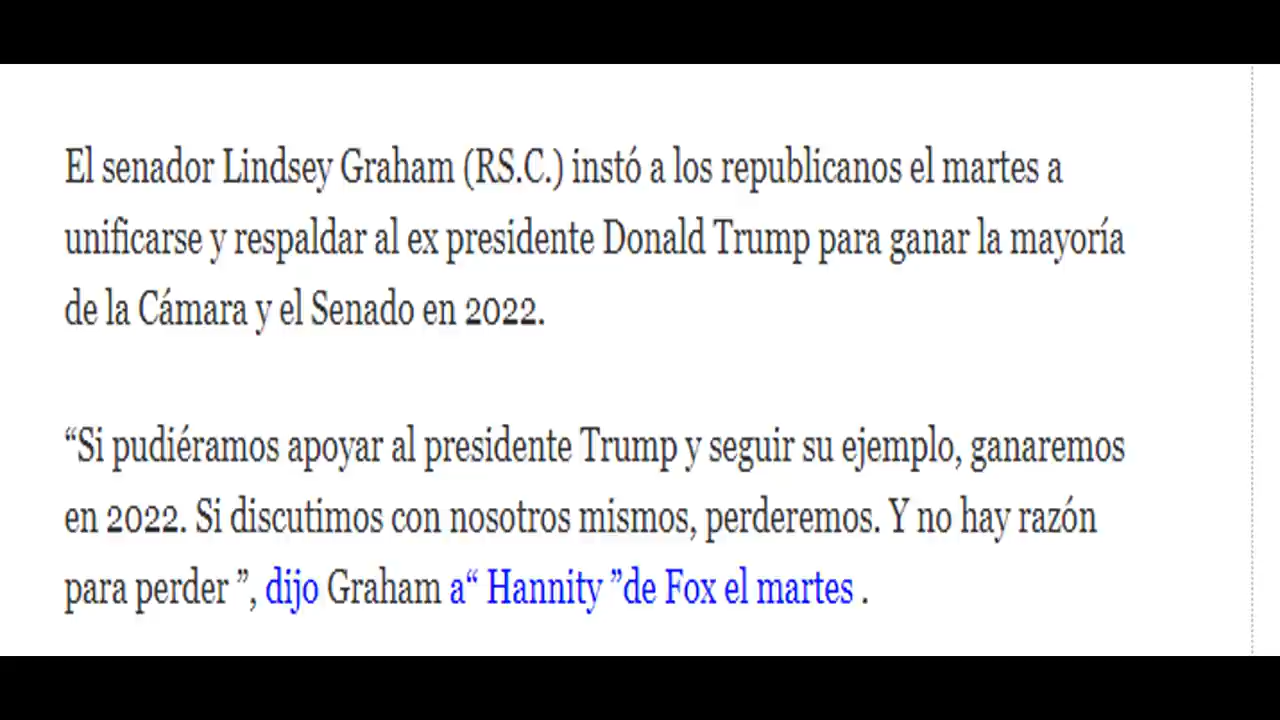 El senador Lindsey Graham (RS.C.) instó a los republicanos el martes a
unificarse y respaldar al ex presidente Donald Trump para ganar la mayoría
de la Cámara y el Senado en 2022.
“Si pudiéramos apoyar al presidente Trump y seguir su ejemplo, ganaremos
en 2022. Si discutimos con nosotros mismos, perderemos. Y no hay razón
para perder ”, dijo Graham a“ Hannity ”de Fox el martes .